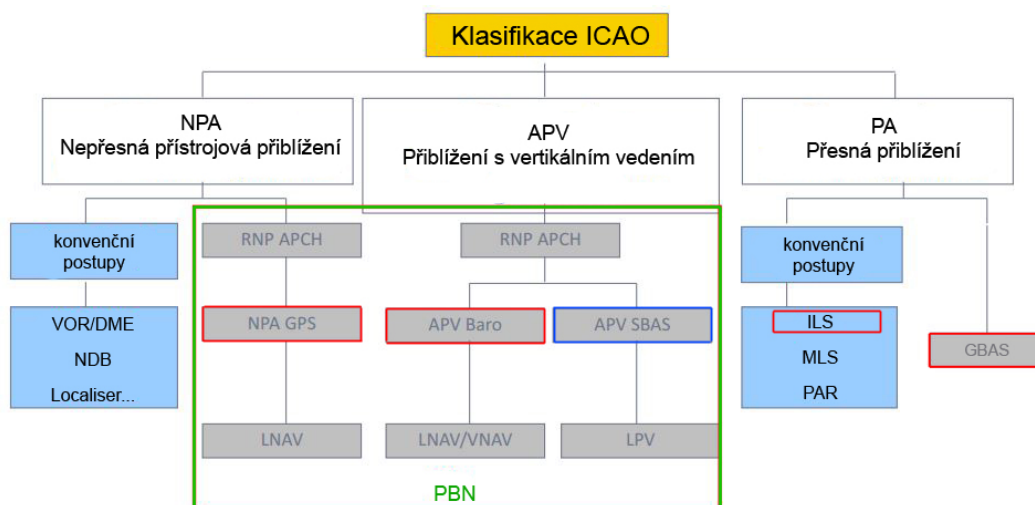 Klasifikace ICAO
NPA
Nepřesná přístrojová přiblížení
APV
Přiblížení s vertikálním vedením
PA
Přesná přiblížení
konvenční
postupy
RNP APCH
RNP APCH
konvenční
postupy
VOR/DME
NDB
Localiser...
NPA GPS
APV Baro
APV SBAS
ILS
MLS
PAR
GBAS
LNAV
LNAV/VNAV
LPV
PBN